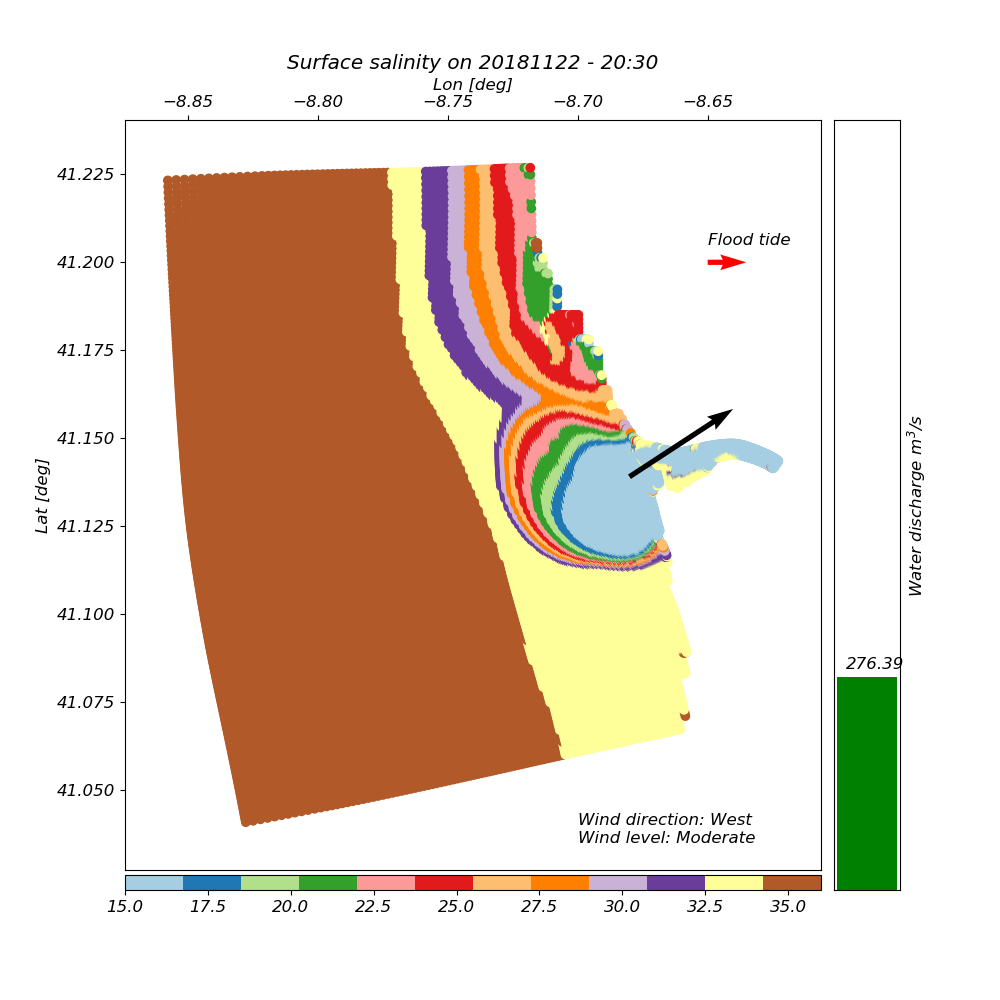 Surface salinity on 20181122 - 20:30
Lon [deg]
−8.85 −8.80 −8.75 −8.70 −8.65
41.225
41.200
41.175
41.150
41.125
41.100
41.075
41.050
Lat [deg]
Flood tide
Wind direction: West
Wind level: Moderate
15.0 17.5 20.0 22.5 25.0 27.5 30.0 32.5 35.0
276.39
Water discharge m³/s